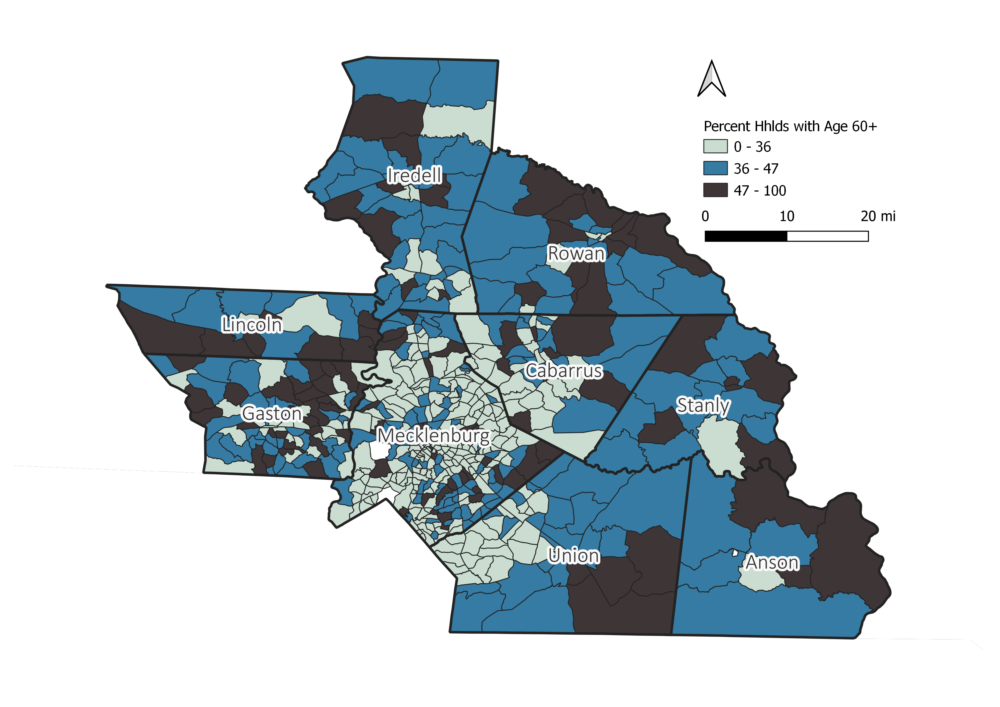 Percent Hhlds with Age 60+
0 - 36
36 - 47
47 - 100
0 10 20 mi
Iredell
Rowan
Lincoln
Cabarrus
Stanly
Gaston
Mecklenburg
Union
Anson